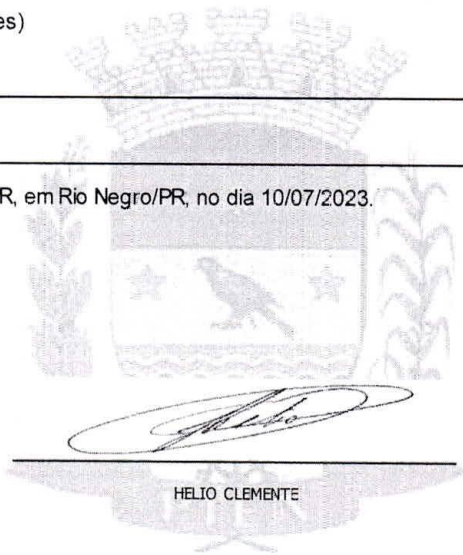 es)
R, em Rio Negro/PR, no dia 10/07/2023.
HELIO CLEMENTE